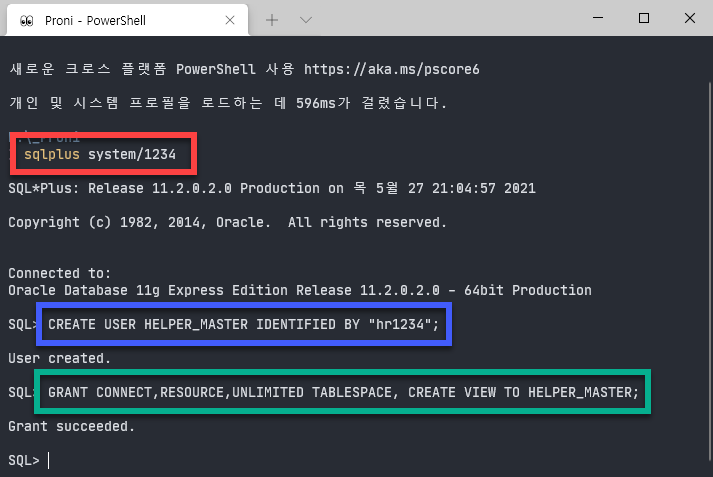 Proni - PowerShell
새로운 크로스 플랫폼 PowerShell 사용 https://aka.ms/pscore6
개인 및 시스템 프로필을 로드하는 데 596ms가 걸렸습니다.
sqlplus system/1234
SQL*Plus: Release 11.2.0.2.0 Production on 목 5월 27 21:04:57 2021
Copyright (c) 1982, 2014, Oracle.  All rights reserved.
Connected to:
Oracle Database 11g Express Edition Release 11.2.0.2.0 - 64bit Production
SQL> CREATE USER HELPER_MASTER IDENTIFIED BY "hr1234";
User created.
SQL> GRANT CONNECT,RESOURCE,UNLIMITED TABLESPACE, CREATE VIEW TO HELPER_MASTER;
Grant succeeded.
SQL>